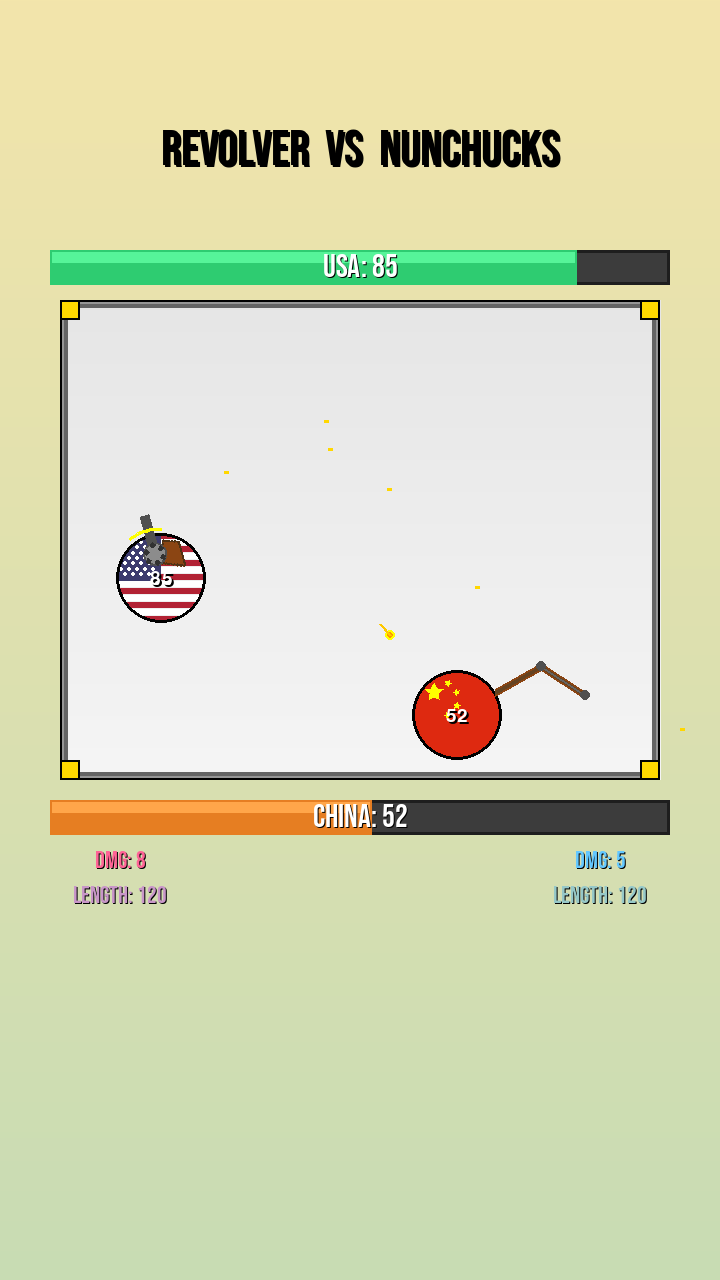 REVOLVER VS NUNCHUCKS
USA: 85
85
52
CHINA: 52
DMG: 8
DMG: 5
LENGTH: 120
LENGTH: 120